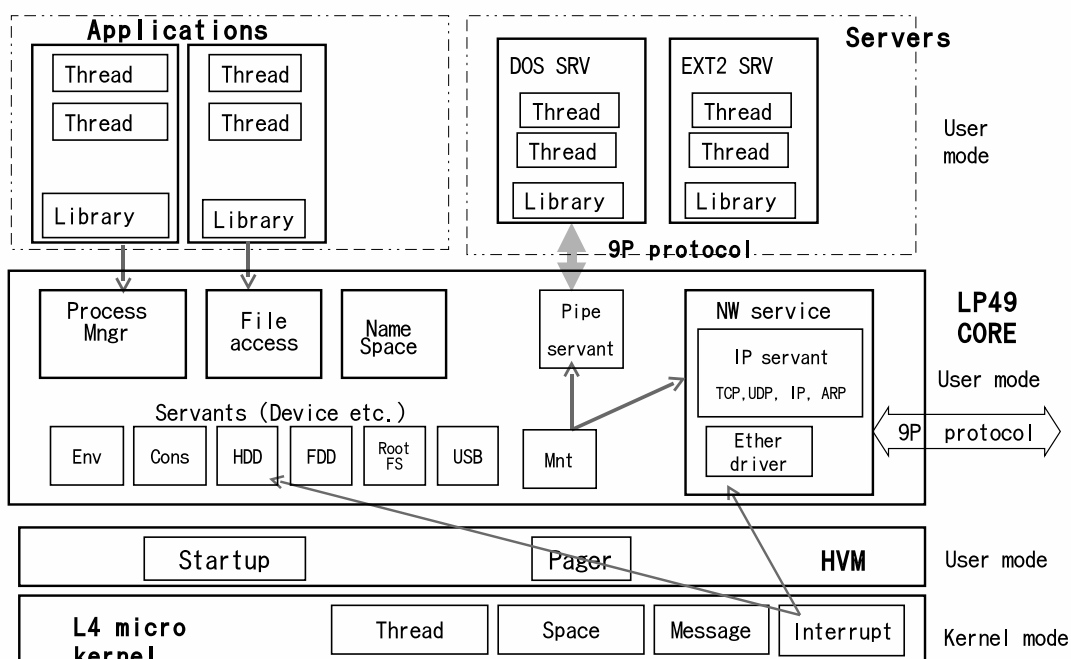 Applications
Servers
Thread
Thread
Library
Thread
Thread
Library
DOS SRV
Thread
Thread
Library
EXT2 SRV
Thread
Thread
Library
User
mode
9P protocol
LP49
CORE
User mode
Process
Mngr
File
access
Name
Space
Pipe
servant
NW service
IP servant
TCP,UDP, IP, ARP
Ether
driver
9P protocol
Servants (Device etc.)
Env
Cons
HDD
FDD
Root
FS
USB
Mnt
Startup
Pager
HVM
User mode
L4 micro
kernel
Thread
Space
Message
Interrupt
Kernel mode